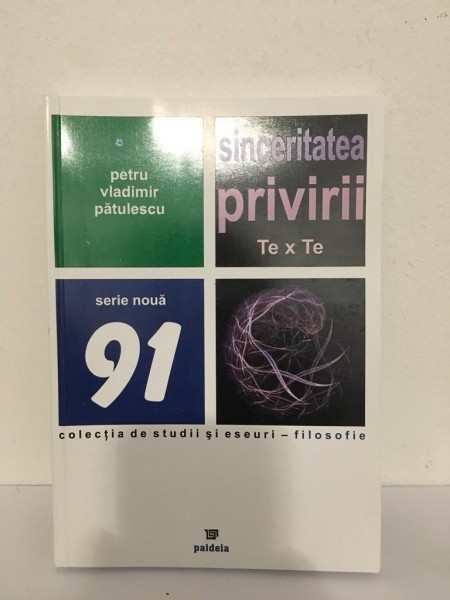 petru
vladimir
pătulescu
sinceritatea
privirii
Te x Te
serie nouă
91
colecția de studii și eseuri – filosofie
paideia